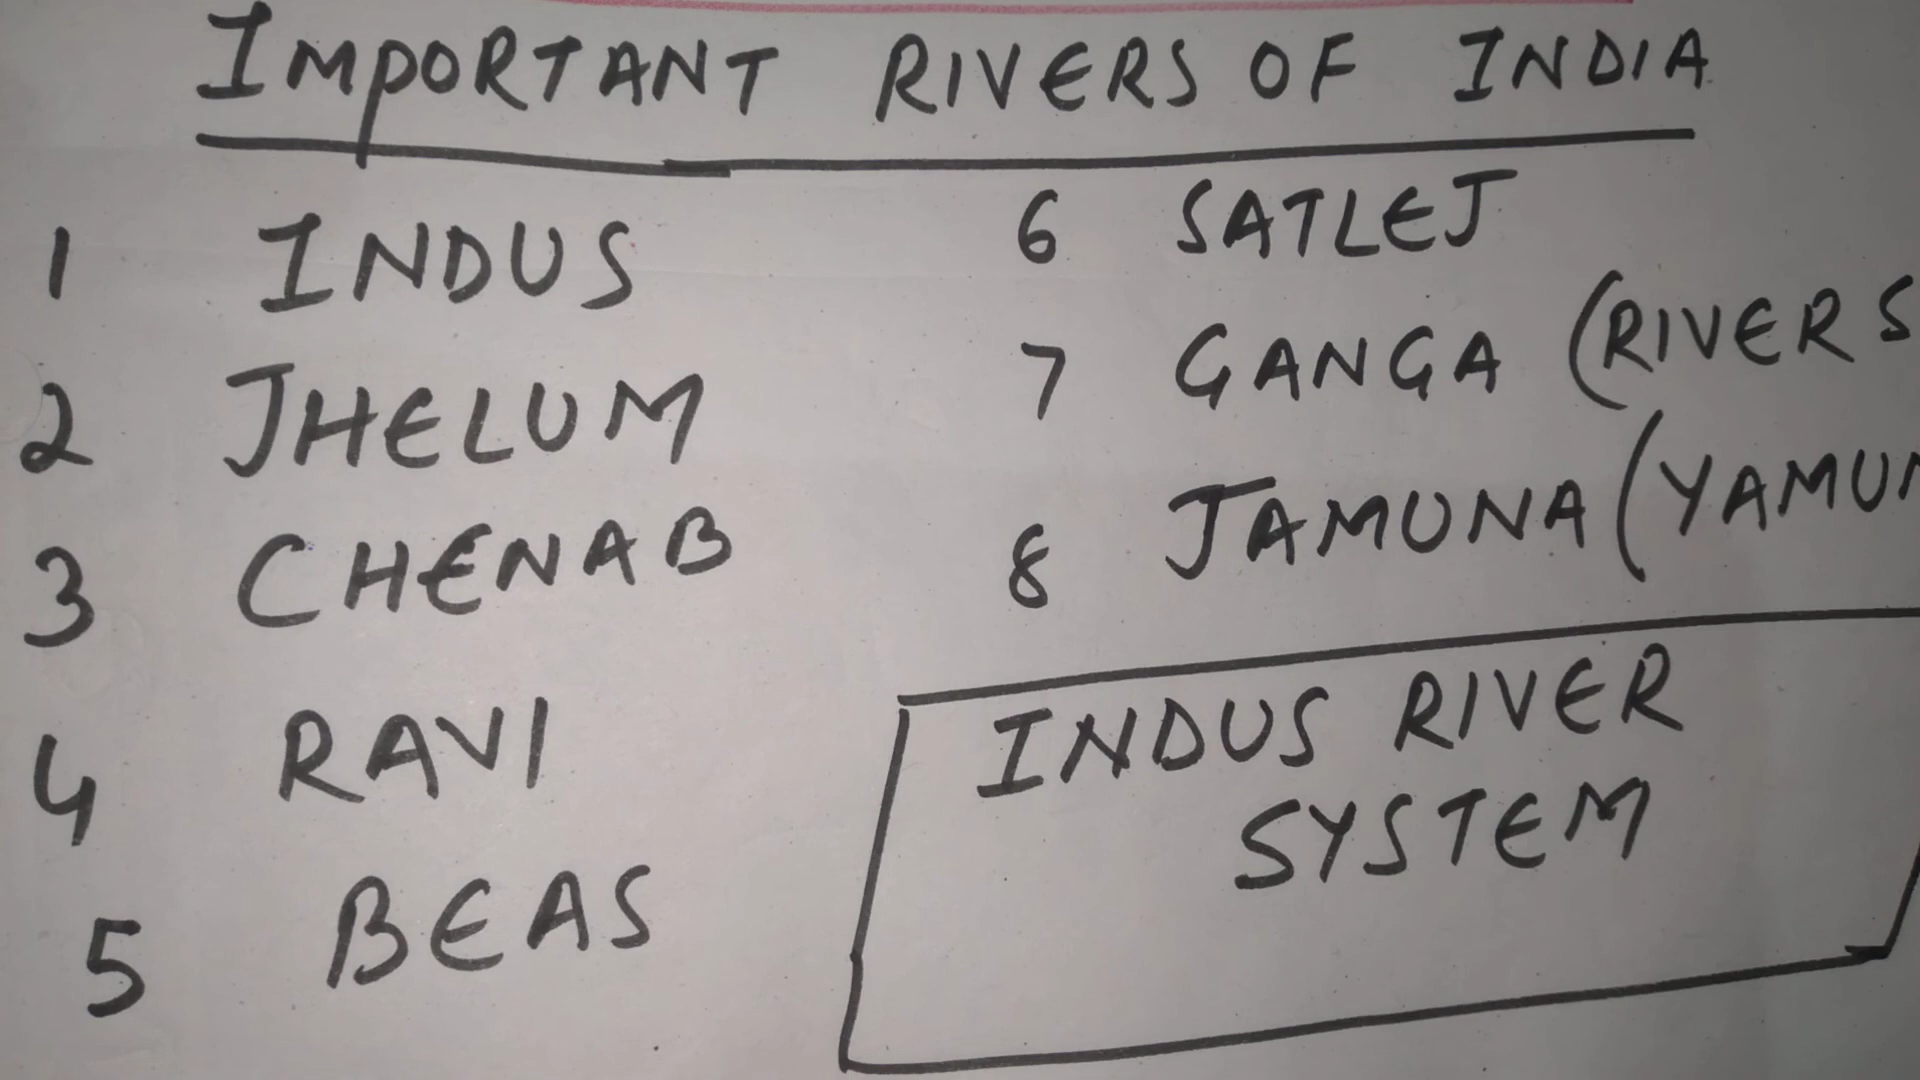 IMPORTANT RIVERS OF INDIA
1 INDUS
2 JHELUM
3 CHENAB
4 RAVI
5 BEAS
6 SATLEJ
7 GANGA (RIVERS
8 JAMUNA (YAMUN
INDUS RIVER
SYSTEM